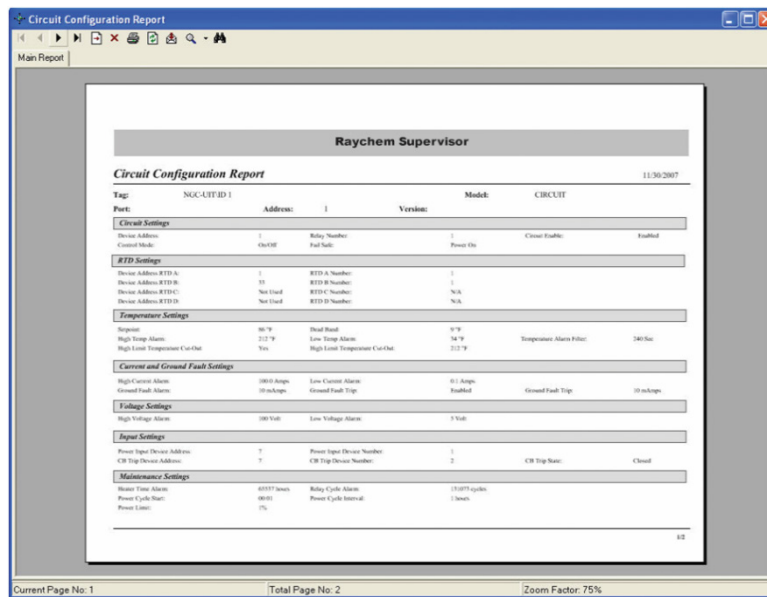 Circuit Configuration Report
Main Report
Raychem Supervisor
Circuit Configuration Report 11/30/2007
Tag: NGC-UIT\ID 1 Model: CIRCUIT
Port: Address: 1 Version:
Circuit Settings
Device Address 1 Relay Number 1 Circuit Enable: Enabled
Control Mode: On/Off Fail Safe: Power On
RTD Settings
Device Address RTD A: 1 RTD A Number: 1
Device Address RTD B: RTD B Number: 1
Device Address RTD C: Not Used RTD C Number: N/A
Device Address RTD D: Not Used RTD D Number: N/A
Temperature Settings
Setpoint: °F Dead Band: 9 °F
High Temp Alarm: 212 °F Low Temp Alarm: 34 °F Temperature Alarm Filter: 240 Sec
High Limit Temperature Cut-Out: Yes High Limit Temperature Cut-Out: 212 °F
Current and Ground Fault Settings
High Current Alarm: 100.0 Amps Low Current Alarm: 0.1 Amps
Ground Fault Alarm: 10 mAmps Ground Fault Trip: Enabled Ground Fault Trip: 10 mAmps
Voltage Settings
High Voltage Alarm: 100 Volt Low Voltage Alarm: 5 Volt
Input Settings
Power Input Device Address: 7 Power Input Device Number: 1
CB Trip Device Address: 7 CB Trip Device Number: 2 CB Trip State: Closed
Maintenance Settings
Heater Time Alarm: hours Relay Cycle Alarm: cycles
Power Cycle Start: 00:01 Power Cycle Interval: 1 hours
Power Limit: 1%
1/2
Current Page No: 1 Total Page No: 2 Zoom Factor: 75%